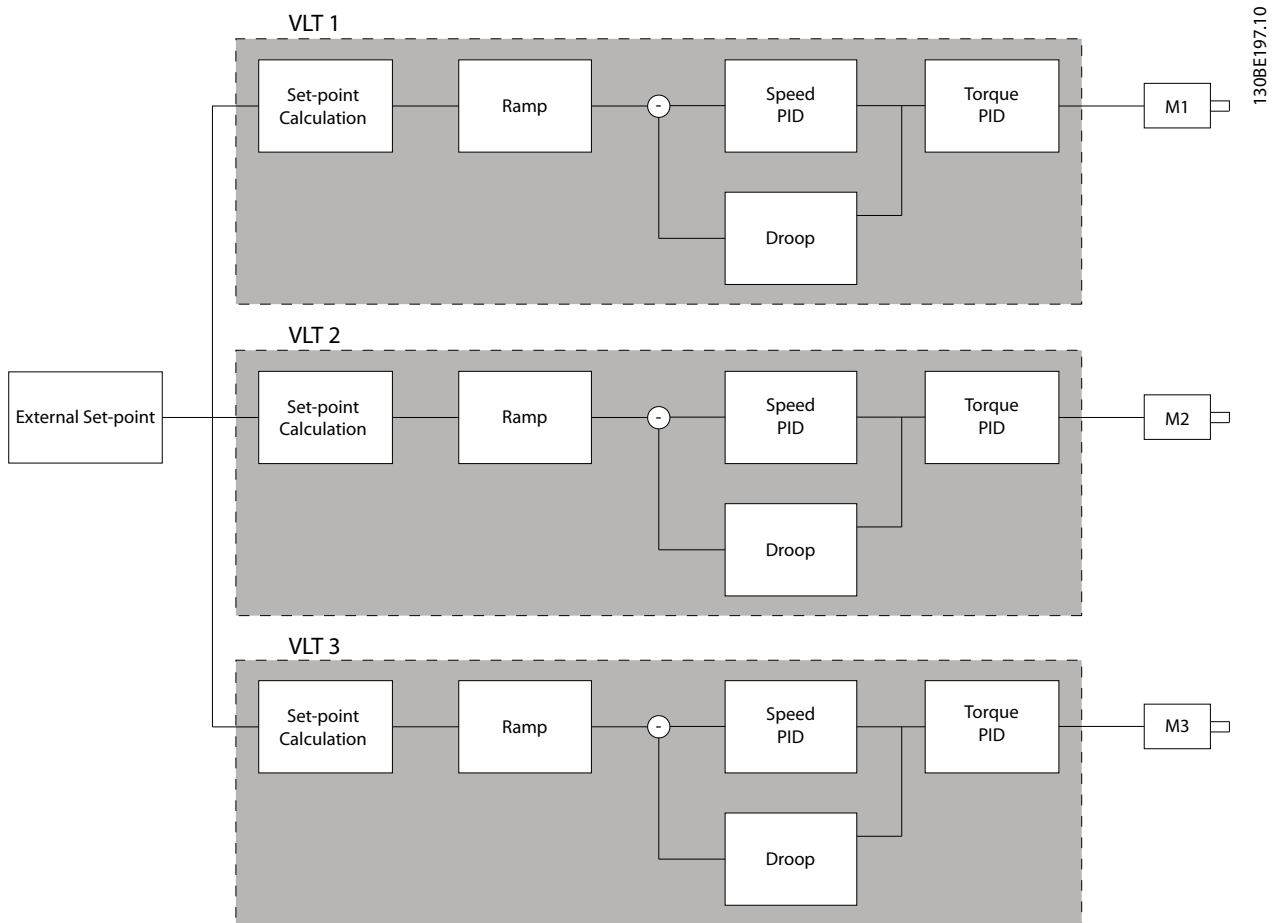 130BE197.10
VLT 1
Set-point
Calculation
Ramp
-
Speed
PID
Torque
PID
M1
Droop
VLT 2
External Set-point
Set-point
Calculation
Ramp
-
Speed
PID
Torque
PID
M2
Droop
VLT 3
Set-point
Calculation
Ramp
-
Speed
PID
Torque
PID
M3
Droop